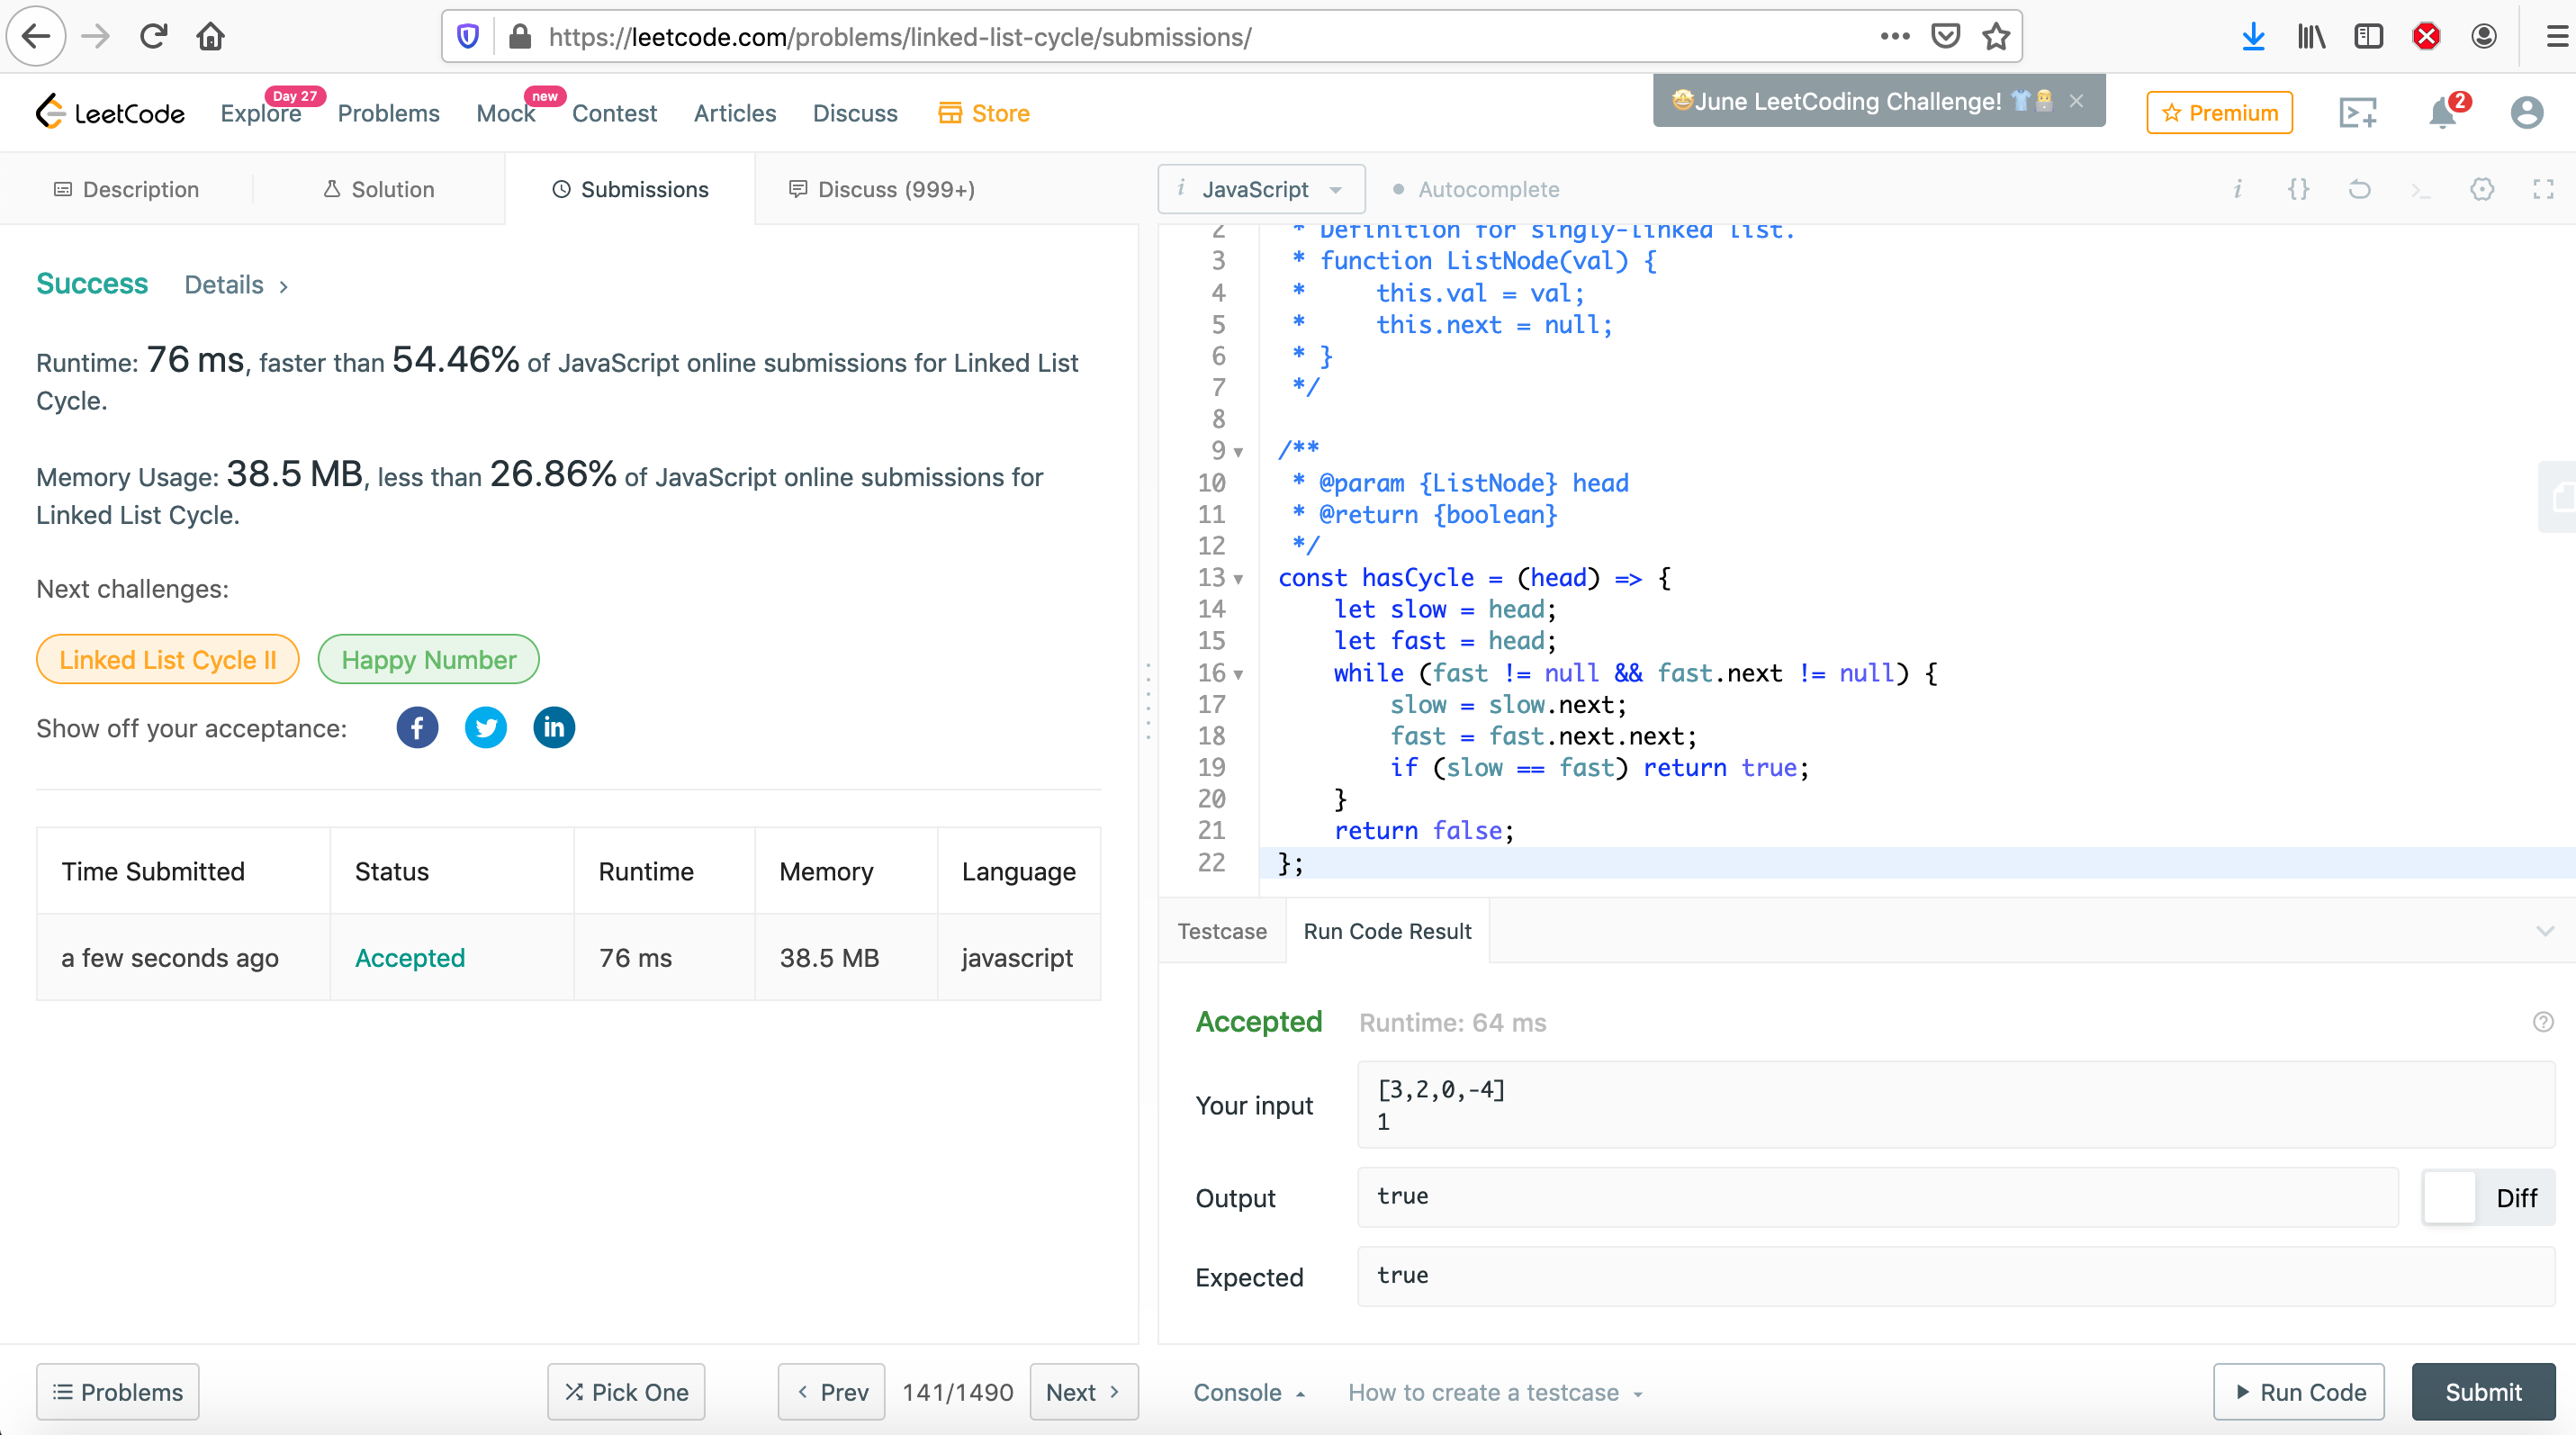 https://leetcode.com/problems/linked-list-cycle/submissions/
LeetCode
Explore
Day 27
Problems
Mock
new
Contest
Articles
Discuss
Store
🤩June LeetCoding Challenge!
Premium
2
Description
Solution
Submissions
Discuss (999+)
Success
Details
Runtime: 76 ms, faster than 54.46% of JavaScript online submissions for Linked List
Cycle.
Memory Usage: 38.5 MB, less than 26.86% of JavaScript online submissions for
Linked List Cycle.
Next challenges:
Linked List Cycle II
Happy Number
Show off your acceptance:
Time Submitted Status Runtime Memory Language
a few seconds ago Accepted 76 ms 38.5 MB javascript
Problems
Pick One
Prev
141/1490
Next
i JavaScript
Autocomplete
i {} >_
2 * Definition for singly-linked list.
3 * function ListNode(val) {
4 *     this.val = val;
5 *     this.next = null;
6 * }
7 */
8
9 /**
10 * @param {ListNode} head
11 * @return {boolean}
12 */
13 const hasCycle = (head) => {
14     let slow = head;
15     let fast = head;
16     while (fast != null && fast.next != null) {
17         slow = slow.next;
18         fast = fast.next.next;
19         if (slow == fast) return true;
20     }
21     return false;
22 };
Testcase
Run Code Result
Accepted
Runtime: 64 ms
Your input
[3,2,0,-4]
1
Output
true
Diff
Expected
true
Console
How to create a testcase
Run Code
Submit